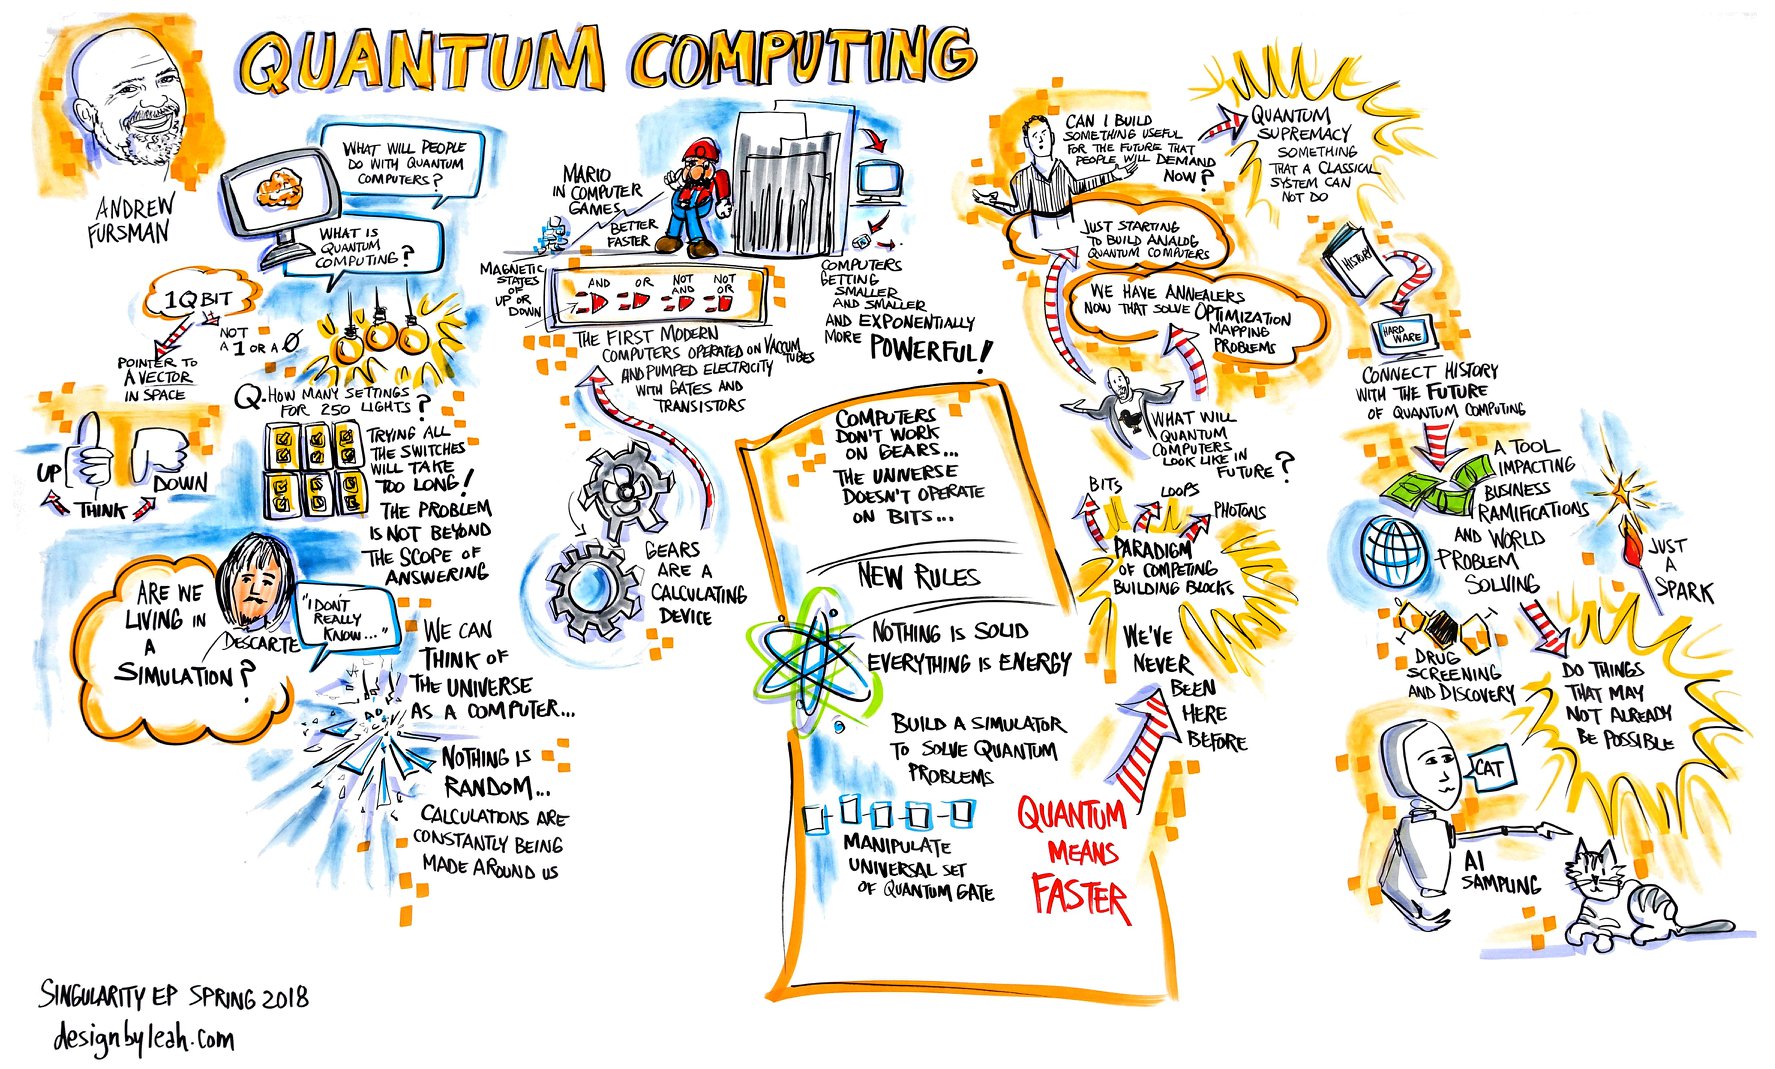 QUANTUM COMPUTING
ANDREW
FURSMAN
WHAT WILL PEOPLE
DO WITH QUANTUM
COMPUTERS?
WHAT IS
QUANTUM
COMPUTING?
1 QBIT
NOT
A 1 OR A 0
POINTER TO
A VECTOR
IN SPACE
UP
DOWN
THINK
Q. HOW MANY SETTINGS
FOR 250 LIGHTS?
TRYING ALL
THE SWITCHES
WILL TAKE
TOO LONG!
THE PROBLEM
IS NOT BEYOND
THE SCOPE OF
ANSWERING
ARE WE
LIVING IN
A
SIMULATION?
DESCARTE
"I DON'T
REALLY
KNOW..."
WE CAN
THINK OF
THE UNIVERSE
AS A COMPUTER...
NOTHING IS
RANDOM...
CALCULATIONS ARE
CONSTANTLY BEING
MADE AROUND US
MARIO
IN COMPUTER
GAMES
BETTER
FASTER
MAGNETIC
STATES
OF
UP OR
DOWN
AND
OR
NOT
AND
NOT
OR
COMPUTERS
GETTING
SMALLER
AND SMALLER
AND EXPONENTIALLY
MORE POWERFUL!
THE FIRST MODERN
COMPUTERS OPERATED ON VACCUM
TUBES
AND PUMPED ELECTRICITY
WITH GATES AND
TRANSISTORS
GEARS
ARE A
CALCULATING
DEVICE
COMPUTERS
DON'T WORK
ON GEARS...
THE UNIVERSE
DOESN'T OPERATE
ON BITS...
NEW RULES
NOTHING IS SOLID
EVERYTHING IS ENERGY
BUILD A SIMULATOR
TO SOLVE QUANTUM
PROBLEMS
MANIPULATE
UNIVERSAL SET
OF QUANTUM GATE
QUANTUM
MEANS
FASTER
WE'VE
NEVER
BEEN
HERE
BEFORE
PARADIGM
OF COMPETING
BUILDING BLOCKS
BITS
LOOPS
PHOTONS
WHAT WILL
QUANTUM
COMPUTERS
LOOK LIKE IN
FUTURE?
WE HAVE ANNEALERS
NOW THAT SOLVE OPTIMIZATION
MAPPING
PROBLEMS
JUST STARTING
TO BUILD ANALOG
QUANTUM COMPUTERS
CAN I BUILD
SOMETHING USEFUL
FOR THE FUTURE THAT
PEOPLE WILL DEMAND
NOW?
QUANTUM
SUPREMACY
SOMETHING
THAT A CLASSICAL
SYSTEM CAN
NOT DO
HISTORY
HARD
WARE
CONNECT HISTORY
WITH THE FUTURE
OF QUANTUM COMPUTING
A TOOL
IMPACTING
BUSINESS
RAMIFICATIONS
AND WORLD
PROBLEM
SOLVING
JUST
A
SPARK
DRUG
SCREENING
AND DISCOVERY
DO THINGS
THAT MAY
NOT ALREADY
BE POSSIBLE
CAT
AI
SAMPLING
SINGULARITY EP SPRING 2018
designbyleah.com